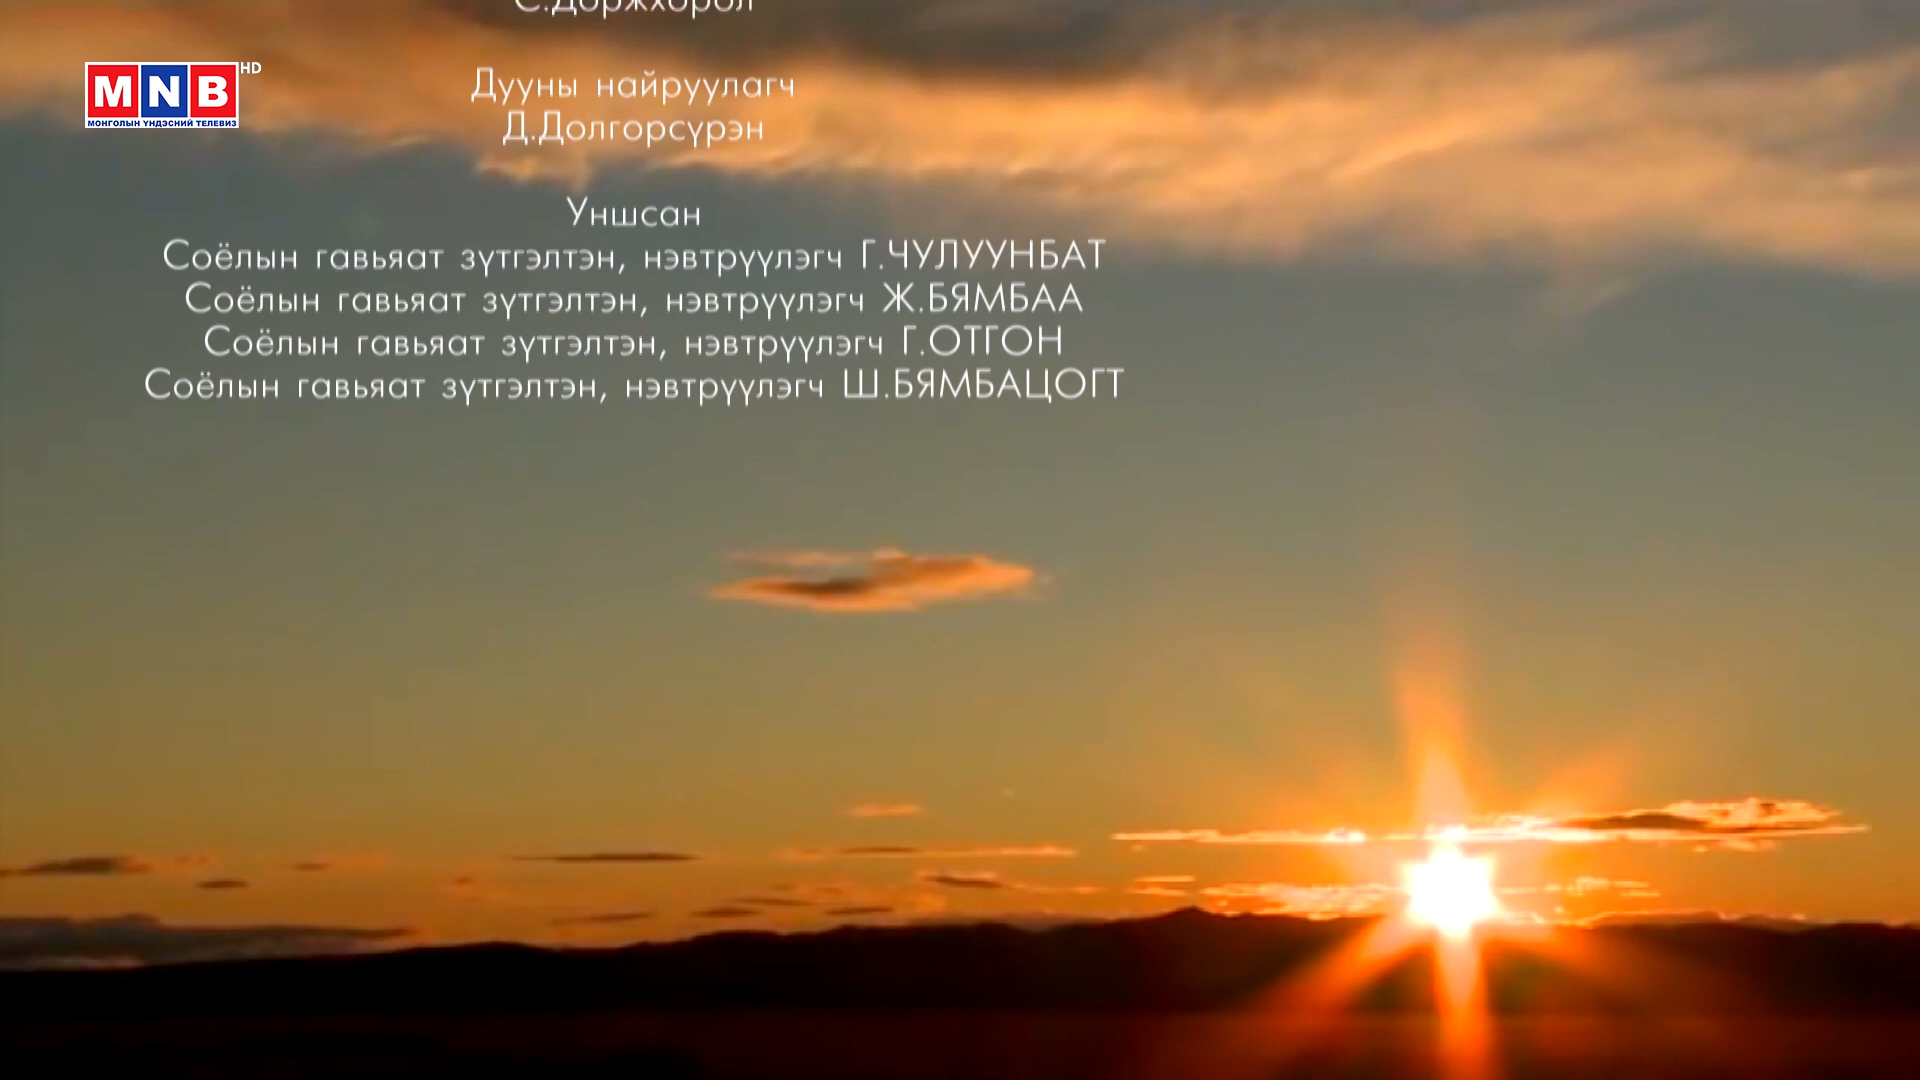 С.Доржхорол
MNB HD
МОНГОЛЫН ҮНДЭСНИЙ ТЕЛЕВИЗ
Дууны найруулагч
Д.Долгорсүрэн
Уншсан
Соёлын гавьяат зүтгэлтэн, нэвтрүүлэгч Г.ЧУЛУУНБАТ
Соёлын гавьяат зүтгэлтэн, нэвтрүүлэгч Ж.БЯМБАА
Соёлын гавьяат зүтгэлтэн, нэвтрүүлэгч Г.ОТГОН
Соёлын гавьяат зүтгэлтэн, нэвтрүүлэгч Ш.БЯМБАЦОГТ